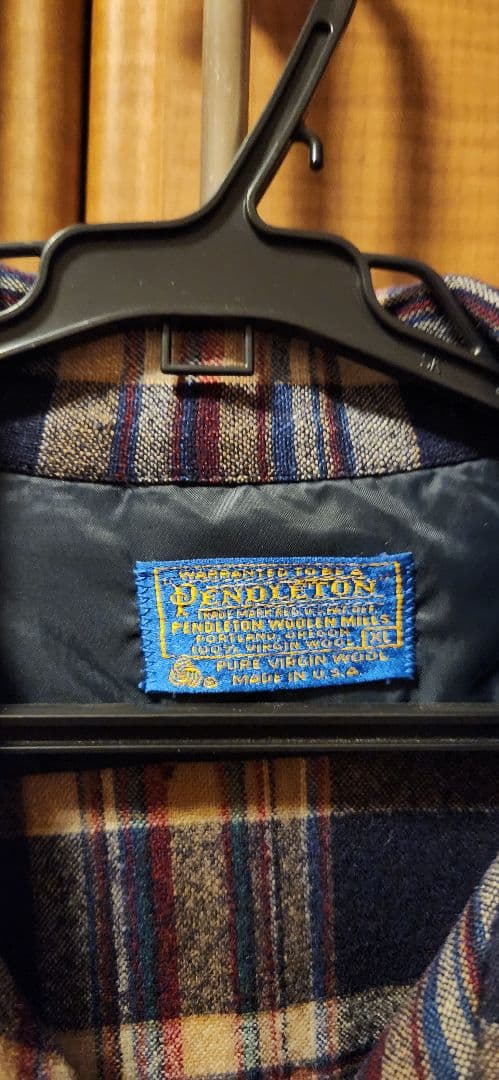 WARRANTED TO BE A
PENDLETON
TRADE MARK REG. U.S. PAT. OFF.
PENDLETON WOOLEN MILLS
PORTLAND, OREGON
100% VIRGIN WOOL XL
PURE VIRGIN WOOL
MADE IN U.S.A.